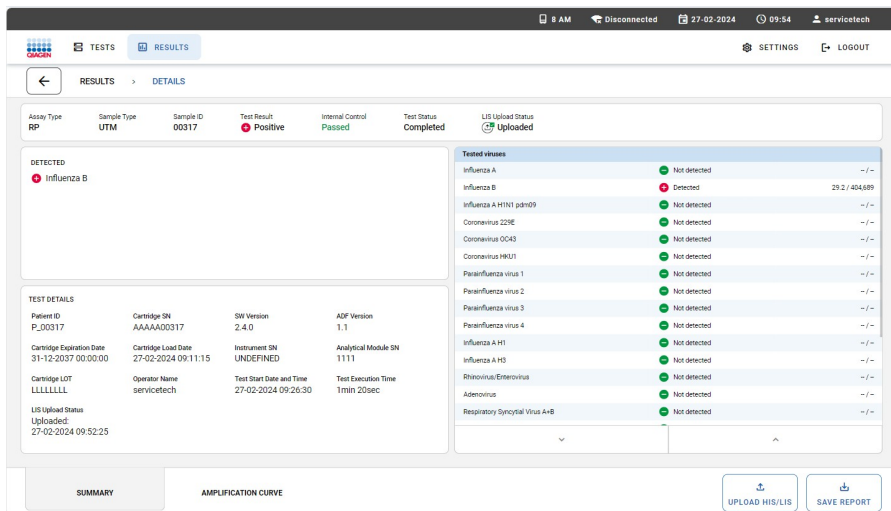 8 AM Disconnected 27-02-2024 09:54 servicetech
QIAGEN TESTS RESULTS SETTINGS LOGOUT
RESULTS > DETAILS
Assay Type Sample Type Sample ID Test Result Internal Control Test Status LIS Upload Status
RP UTM 00317 Positive Passed Completed Uploaded
DETECTED
Influenza B
TEST DETAILS
Patient ID Cartridge SN SW Version ADF Version
P_00317 AAAAA00317 2.4.0 1.1
Cartridge Expiration Date Cartridge Load Date Instrument SN Analytical Module SN
31-12-2037 00:00:00 27-02-2024 09:11:15 UNDEFINED 1111
Cartridge LOT Operator Name Test Start Date and Time Test Execution Time
LLLLLLLL servicetech 27-02-2024 09:26:30 1min 20sec
LIS Upload Status
Uploaded:
27-02-2024 09:52:25
Tested viruses
Influenza A Not detected -- / --
Influenza B Detected 29.2 / 404,689
Influenza A H1N1 pdm09 Not detected -- / --
Coronavirus 229E Not detected -- / --
Coronavirus OC43 Not detected -- / --
Coronavirus HKU1 Not detected -- / --
Parainfluenza virus 1 Not detected -- / --
Parainfluenza virus 2 Not detected -- / --
Parainfluenza virus 3 Not detected -- / --
Parainfluenza virus 4 Not detected -- / --
Influenza A H1 Not detected -- / --
Influenza A H3 Not detected -- / --
Rhinovirus/Enterovirus Not detected -- / --
Adenovirus Not detected -- / --
Respiratory Syncytial Virus A+B Not detected -- / --
SUMMARY AMPLIFICATION CURVE UPLOAD HIS/LIS SAVE REPORT